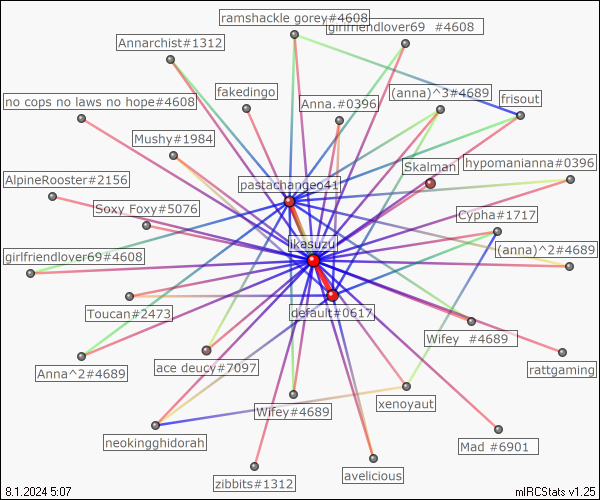 ramshackle gorey#4608
girlfriendlover69 #4608
Annarchist#1312
fakedingo
(anna)^3#4689
frisout
no cops no laws no hope#4608
Anna.#0396
Mushy#1984
Skalman
hypomanianna#0396
AlpineRooster#2156
pastachangeo41
Soxy Foxy#5076
Cypha#1717
likasuzu
(anna)^2#4689
girlfriendlover69#4608
Toucan#2473
default#0617
Wifey #4689
Anna^2#4689
ace deucy#7097
rattgaming
Wifey#4689
xenoyaut
neokingghidorah
Mad #6901
zibbits#1312
avelicious
8.1.2024 5:07
mIRCStats v1.25